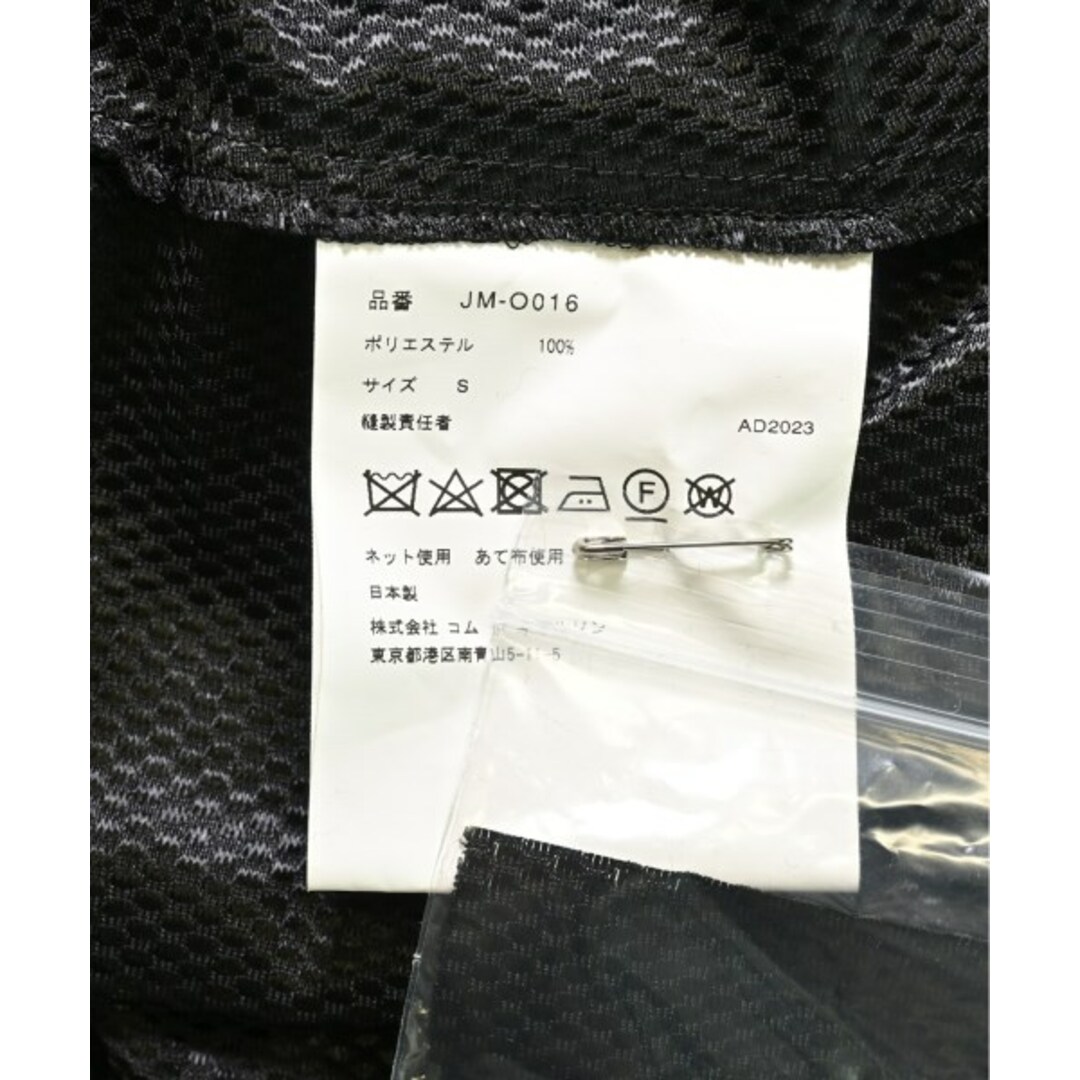 品番 JM-O016
ポリエステル 100%
サイズ S
縫製責任者 AD2023
F W
ネット使用 あて布使用
日本製
株式会社 コム
東京都港区南青山5-11-5